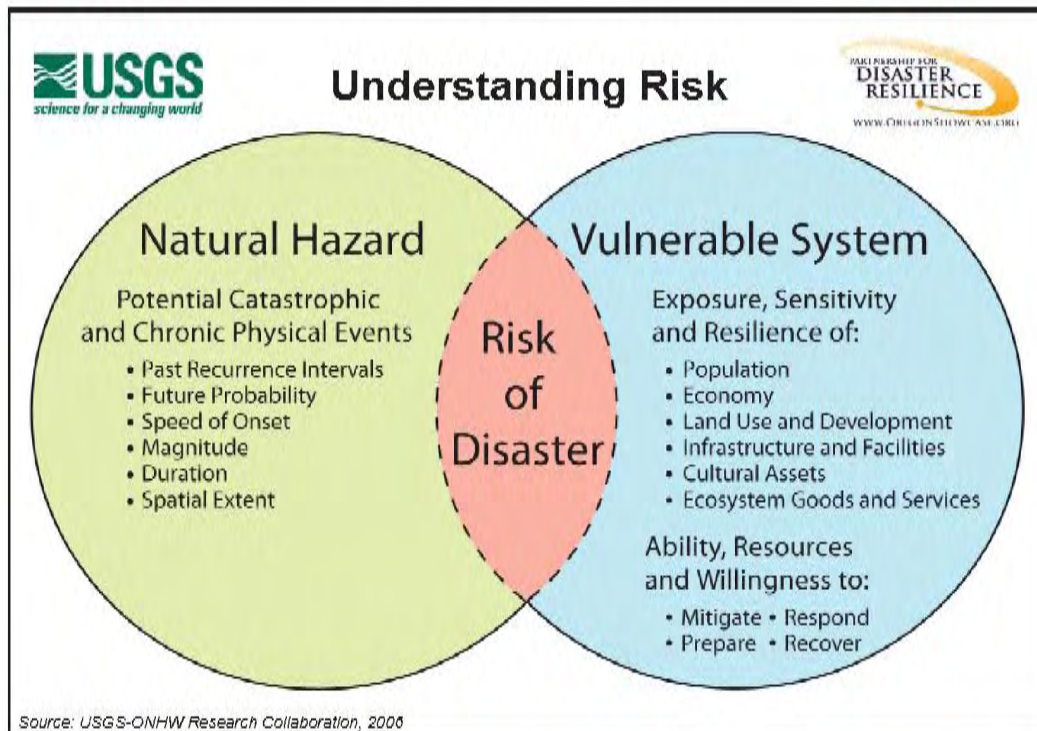 USGS
science for a changing world
Understanding Risk
PARTNERSHIP FOR
DISASTER
RESILIENCE
WWW.OREGONSHOWCASE.ORG
Natural Hazard
Potential Catastrophic
and Chronic Physical Events
• Past Recurrence Intervals
• Future Probability
• Speed of Onset
• Magnitude
• Duration
• Spatial Extent
Risk
of
Disaster
Vulnerable System
Exposure, Sensitivity
and Resilience of:
• Population
• Economy
• Land Use and Development
• Infrastructure and Facilities
• Cultural Assets
• Ecosystem Goods and Services
Ability, Resources
and Willingness to:
• Mitigate • Respond
• Prepare • Recover
Source: USGS-ONHW Research Collaboration, 2006